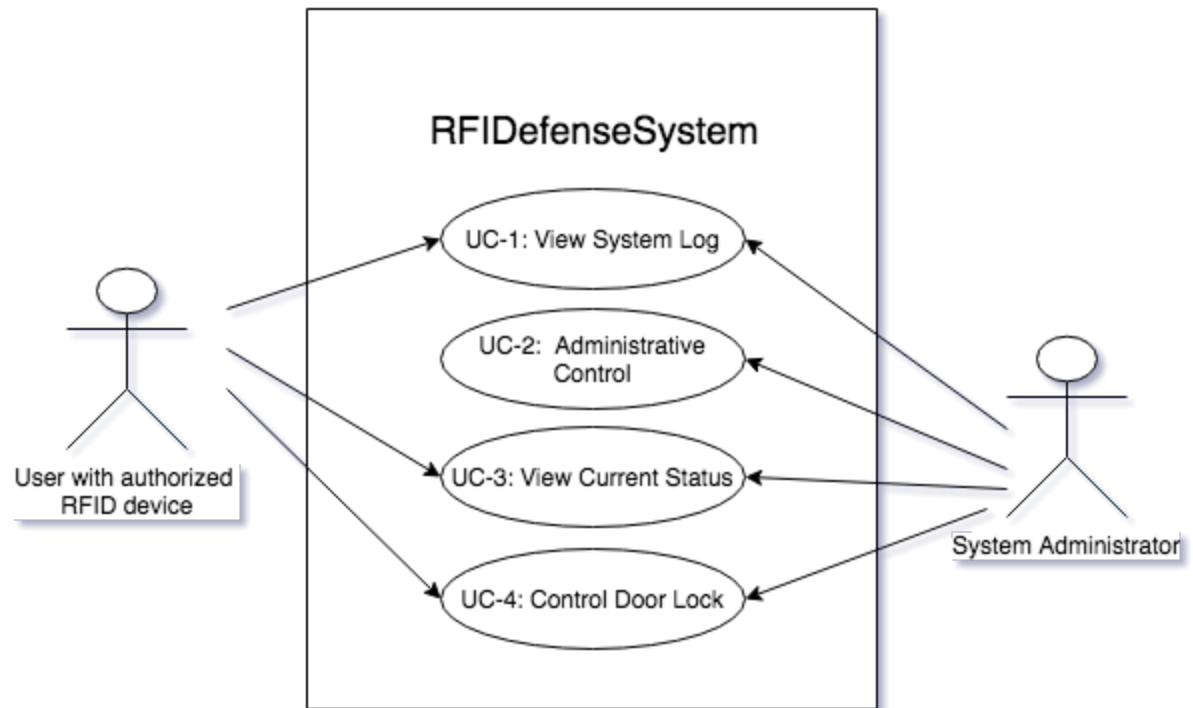 RFIDefenseSystem
UC-1: View System Log
UC-2: Administrative
Control
UC-3: View Current Status
UC-4: Control Door Lock
User with authorized
RFID device
System Administrator